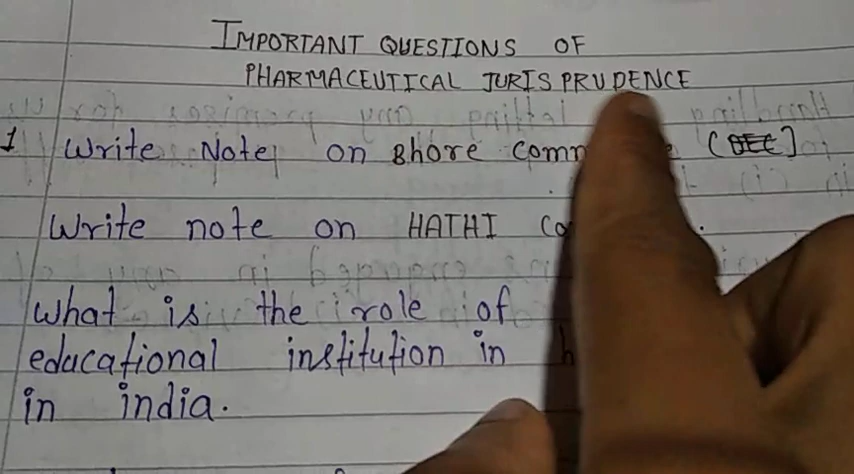 IMPORTANT QUESTIONS OF
PHARMACEUTICAL JURISPRUDENCE
1 Write Note on Bhore
Write note on HATHI
What is the role of
educational institution in
in india.